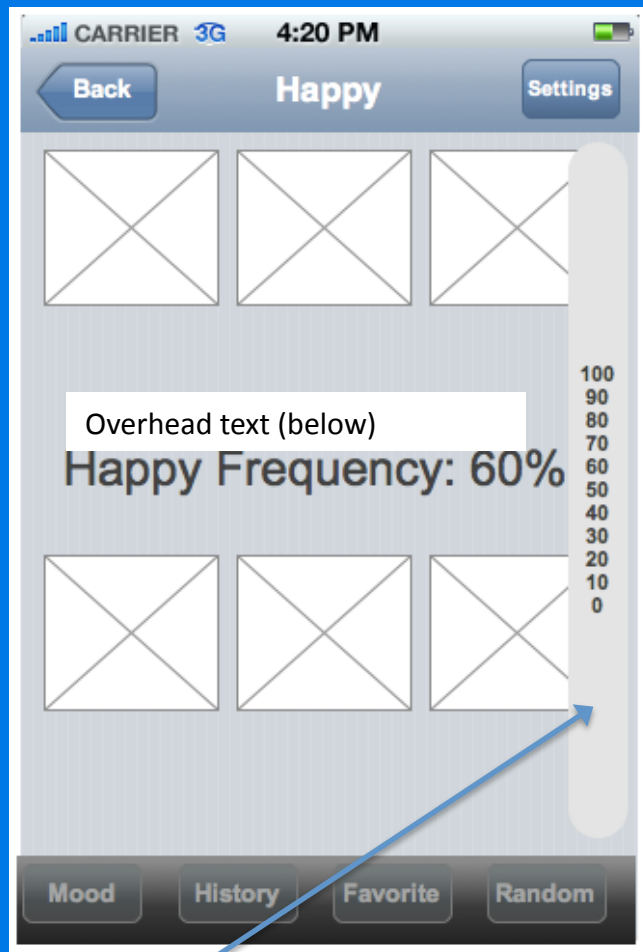 CARRIER 3G 4:20 PM
Back Happy Settings
100
90
80
Overhead text (below)
70
Happy Frequency: 60%
60
50
40
30
20
10
0
Mood History Favorite Random